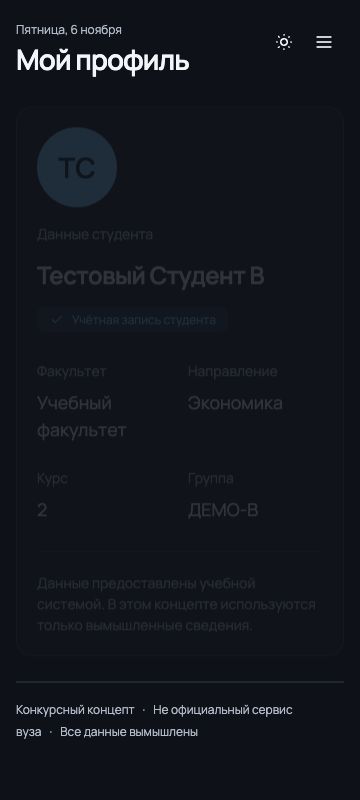 Пятница, 6 ноября
Мой профиль
ТС
Данные студента
Тестовый Студент В
Учётная запись студента
Факультет
Направление
Учебный
факультет
Экономика
Курс
Группа
2
ДЕМО-В
Данные предоставлены учебной
системой. В этом концепте используются
только вымышленные сведения.
Конкурсный концепт · Не официальный сервис
вуза · Все данные вымышлены